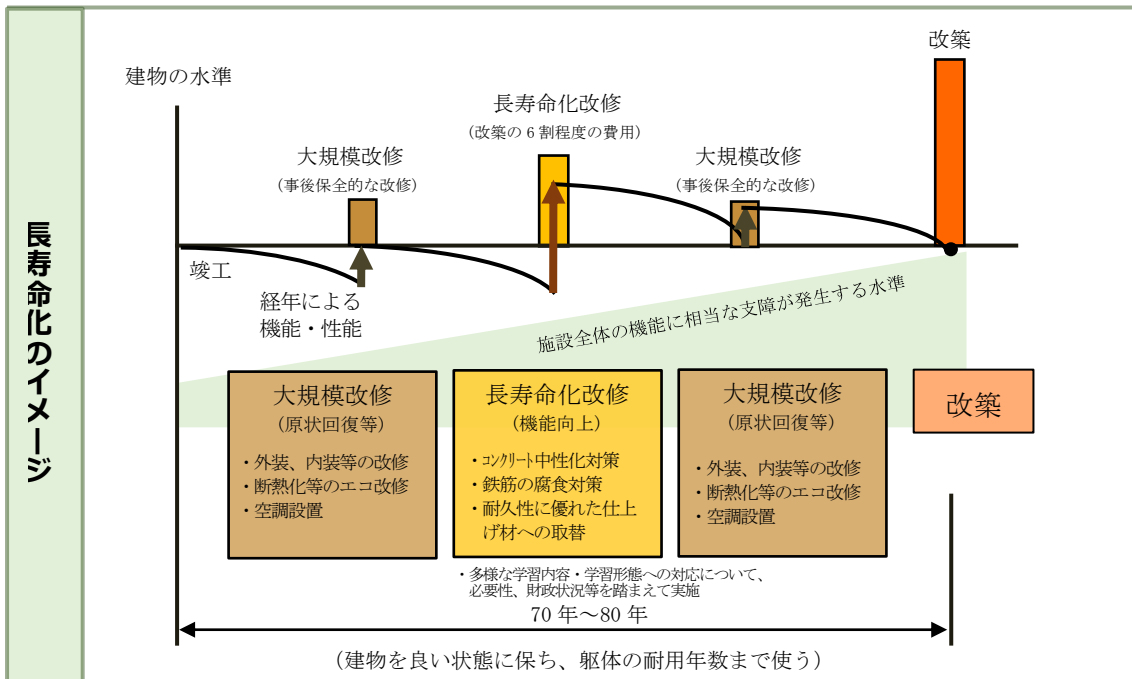 長寿命化のイメージ
建物の水準
改築
長寿命化改修
(改築の6割程度の費用)
大規模改修
(事後保全的な改修)
大規模改修
(事後保全的な改修)
竣工
経年による
機能・性能
施設全体の機能に相当な支障が発生する水準
大規模改修
(原状回復等)
・外装、内装等の改修
・断熱化等のエコ改修
・空調設置
長寿命化改修
(機能向上)
・コンクリート中性化対策
・鉄筋の腐食対策
・耐久性に優れた仕上
げ材への取替
大規模改修
(原状回復等)
・外装、内装等の改修
・断熱化等のエコ改修
・空調設置
改築
・多様な学習内容・学習形態への対応について、
必要性、財政状況等を踏まえて実施
70年～80年
(建物を良い状態に保ち、躯体の耐用年数まで使う)